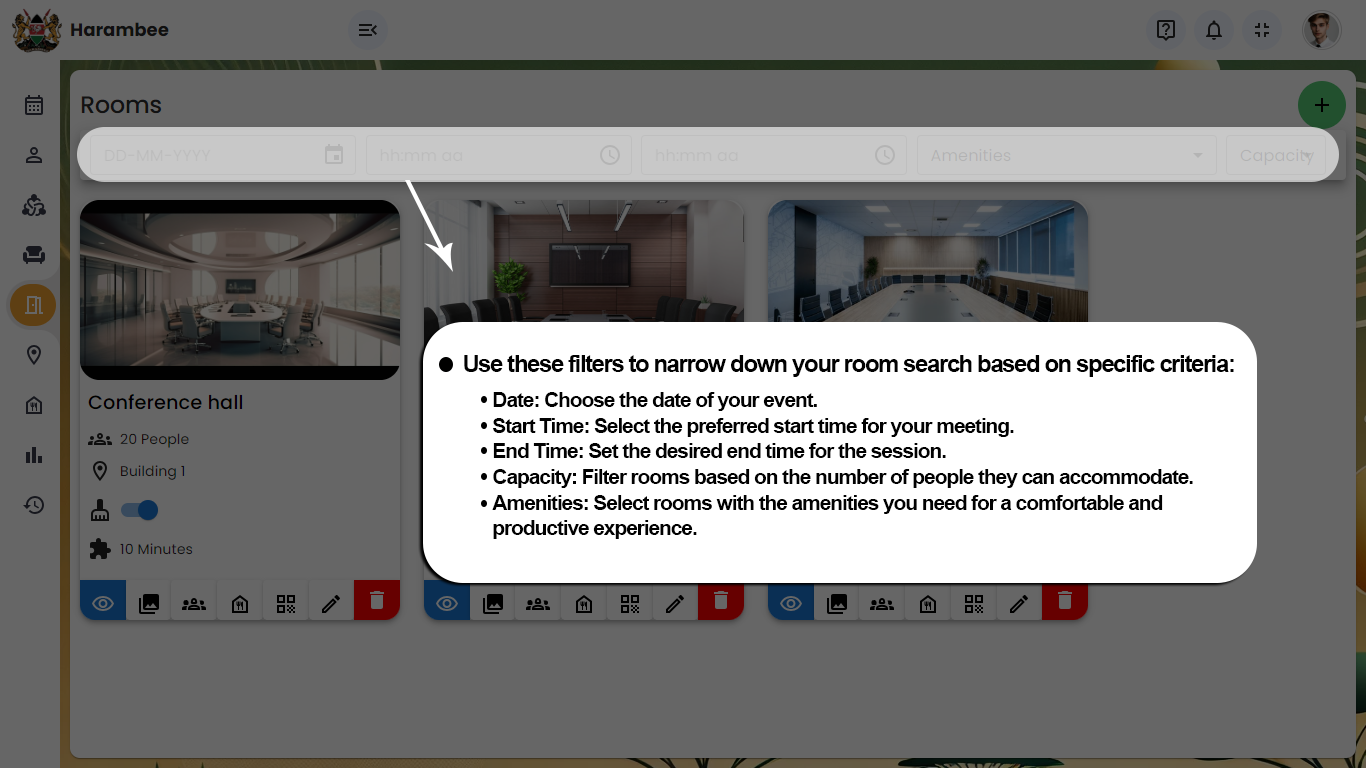 Harambee
Rooms
DD-MM-YYYY
hh:mm aa
hh:mm aa
Amenities
Capacity
Conference hall
20 People
Building 1
10 Minutes
● Use these filters to narrow down your room search based on specific criteria:
• Date: Choose the date of your event.
• Start Time: Select the preferred start time for your meeting.
• End Time: Set the desired end time for the session.
• Capacity: Filter rooms based on the number of people they can accommodate.
• Amenities: Select rooms with the amenities you need for a comfortable and
productive experience.